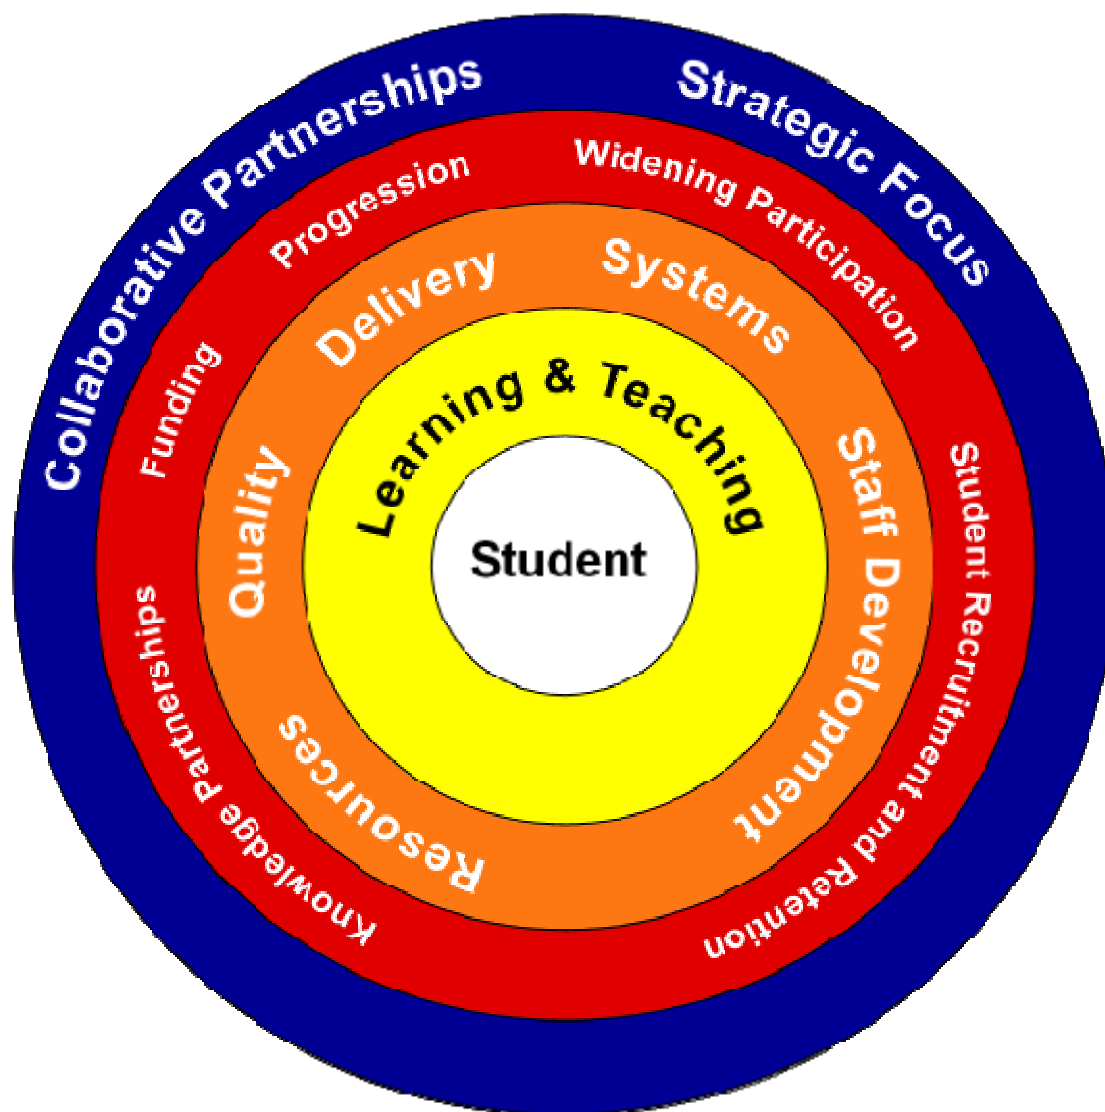 Collaborative Partnerships
Strategic Focus
Progression
Widening Participation
Funding
Student Recruitment and Retention
Knowledge Partnerships
Delivery
Systems
Quality
Staff Development
Resources
Learning & Teaching
Student